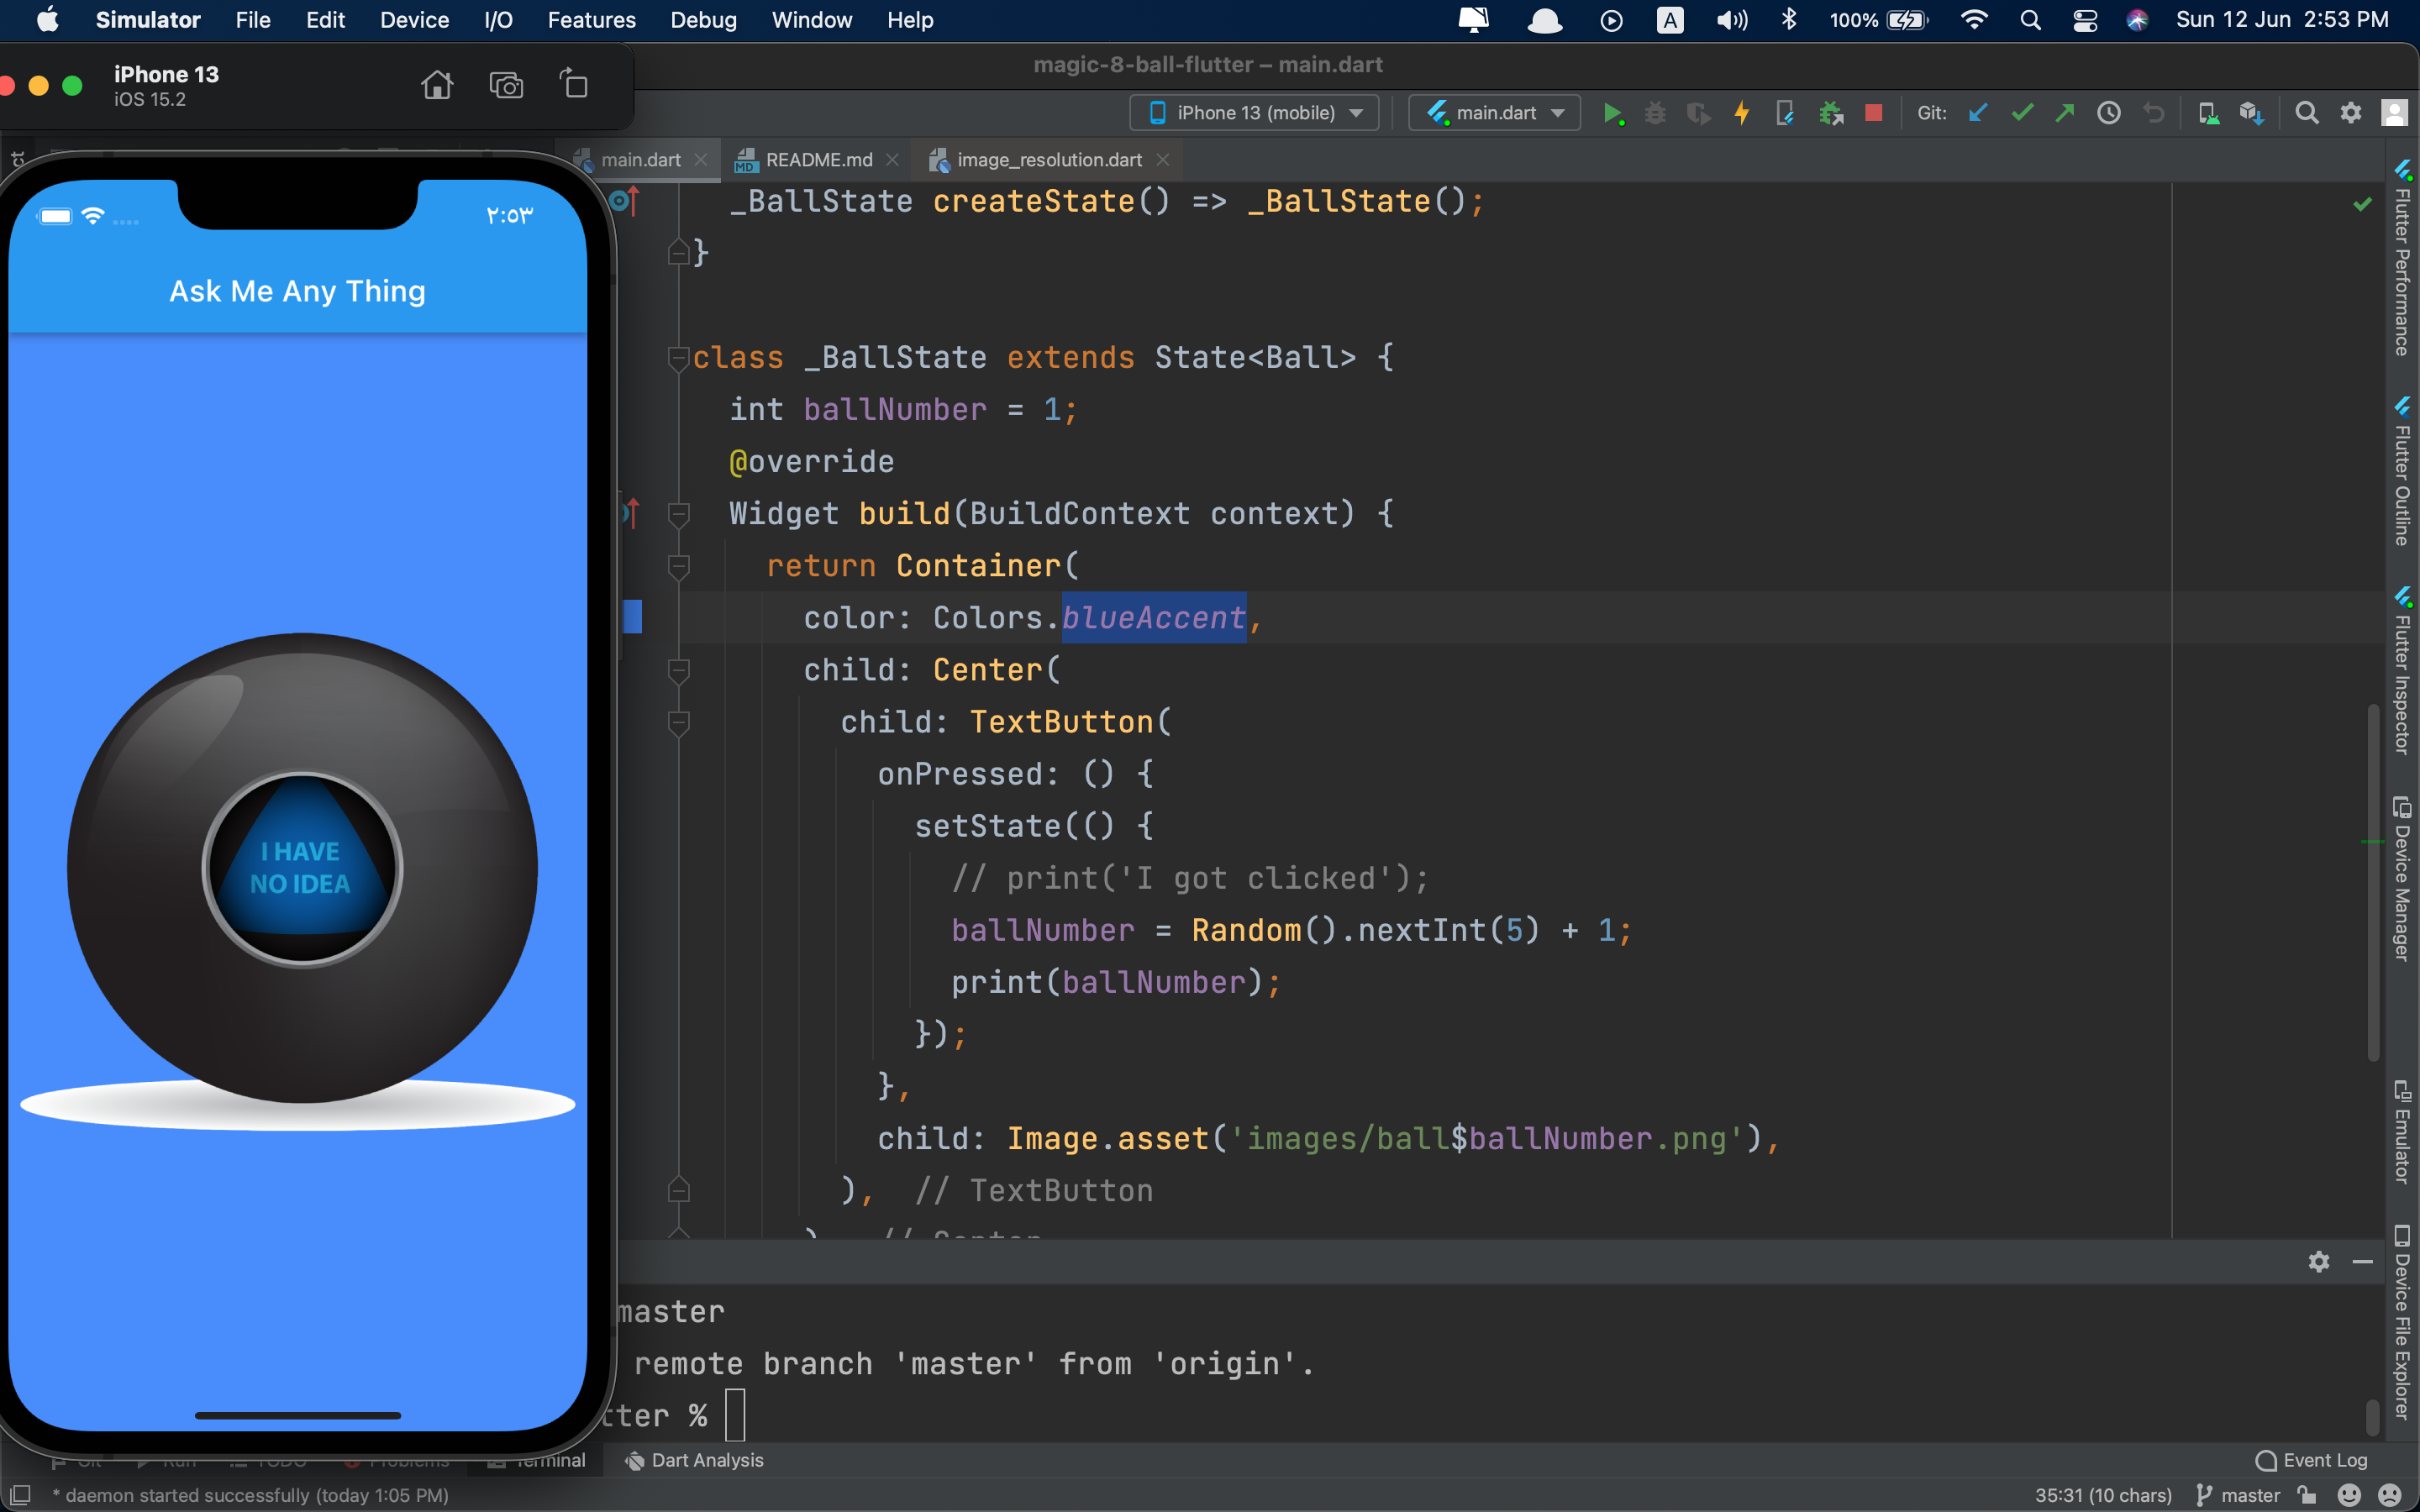 Simulator File Edit Device I/O Features Debug Window Help A 100% Sun 12 Jun 2:53 PM
iPhone 13
iOS 15.2
magic-8-ball-flutter – main.dart
iPhone 13 (mobile) main.dart Git:
main.dart README.md image_resolution.dart
٢:٥٣
Ask Me Any Thing
I HAVE
NO IDEA
_BallState createState() => _BallState();
}
class _BallState extends State<Ball> {
int ballNumber = 1;
@override
Widget build(BuildContext context) {
return Container(
color: Colors.blueAccent,
child: Center(
child: TextButton(
onPressed: () {
setState(() {
// print('I got clicked');
ballNumber = Random().nextInt(5) + 1;
print(ballNumber);
});
},
child: Image.asset('images/ball$ballNumber.png'),
), // TextButton
Flutter Performance
Flutter Outline
Flutter Inspector
Device Manager
Emulator
Device File Explorer
master
remote branch 'master' from 'origin'.
tter %
Terminal Dart Analysis Event Log
* daemon started successfully (today 1:05 PM) 35:31 (10 chars) master